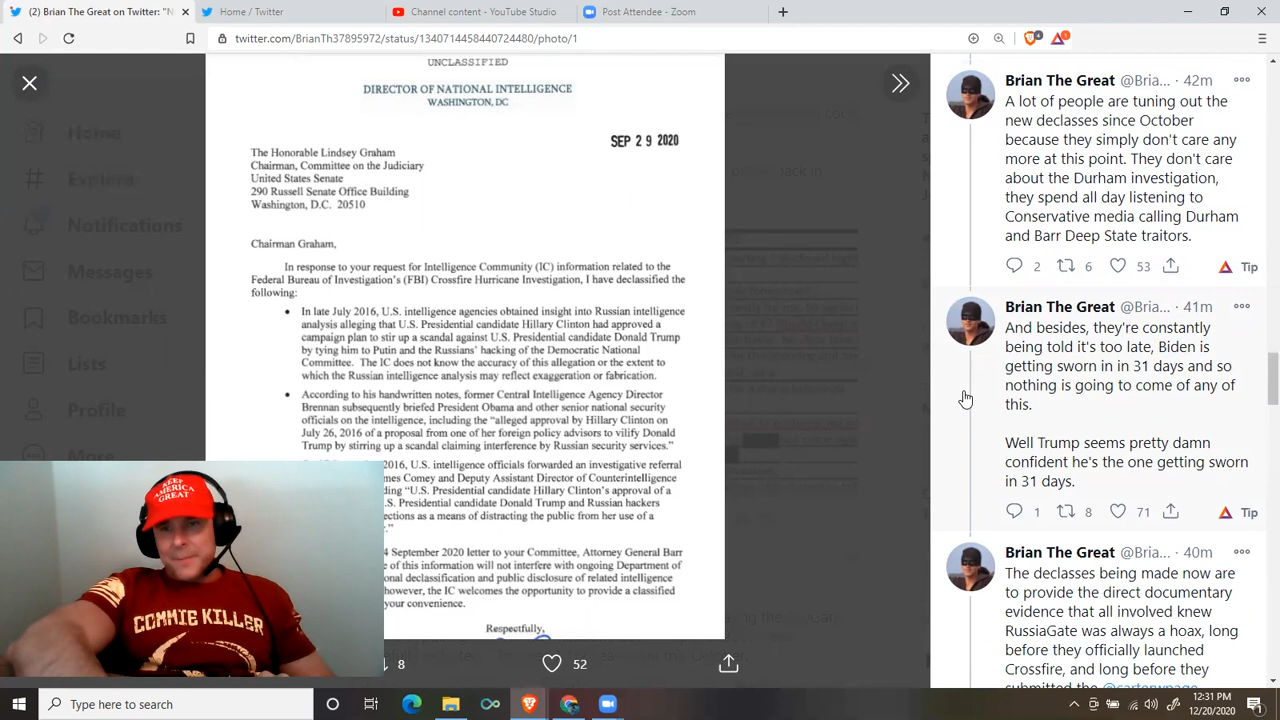 (2) Brian The Great on Twitter: "N
Home / Twitter
Channel content - YouTube Studio
Post Attendee - Zoom
twitter.com/BrianTh37895972/status/1340714458440724480/photo/1
UNCLASSIFIED
DIRECTOR OF NATIONAL INTELLIGENCE
WASHINGTON, DC
SEP 29 2020
The Honorable Lindsey Graham
Chairman, Committee on the Judiciary
United States Senate
290 Russell Senate Office Building
Washington, D.C. 20510
Chairman Graham,
In response to your request for Intelligence Community (IC) information related to the
Federal Bureau of Investigation's (FBI) Crossfire Hurricane Investigation, I have declassified the
following:
• In late July 2016, U.S. intelligence agencies obtained insight into Russian intelligence
analysis alleging that U.S. Presidential candidate Hillary Clinton had approved a
campaign plan to stir up a scandal against U.S. Presidential candidate Donald Trump
by tying him to Putin and the Russians' hacking of the Democratic National
Committee. The IC does not know the accuracy of this allegation or the extent to
which the Russian intelligence analysis may reflect exaggeration or fabrication.
• According to his handwritten notes, former Central Intelligence Agency Director
Brennan subsequently briefed President Obama and other senior national security
officials on the intelligence, including the "alleged approval by Hillary Clinton on
July 26, 2016 of a proposal from one of her foreign policy advisors to vilify Donald
Trump by stirring up a scandal claiming interference by Russian security services."
2016, U.S. intelligence officials forwarded an investigative referral
mes Comey and Deputy Assistant Director of Counterintelligence
ding "U.S. Presidential candidate Hillary Clinton's approval of a
.S. Presidential candidate Donald Trump and Russian hackers
ections as a means of distracting the public from her use of a
."
4 September 2020 letter to your Committee, Attorney General Barr
e of this information will not interfere with ongoing Department of
onal declassification and public disclosure of related intelligence
however, the IC welcomes the opportunity to provide a classified
your convenience.
Respectfully,
8
52
Home
Explore
Notifications
Messages
Bookmarks
Lists
Profile
More
KEEP
AMERICA
GREAT
COMMIE KILLER
Brian The Great @Bria... · 42m
A lot of people are tuning out the
new declasses since October
because they simply don't care any
more at this point. They don't care
about the Durham investigation,
they spend all day listening to
Conservative media calling Durham
and Barr Deep State traitors.
2 6 53 Tip
Brian The Great @Bria... · 41m
And besides, they're constantly
being told it's too late, Biden is
getting sworn in in 31 days and so
nothing is going to come of any of
this.
Well Trump seems pretty damn
confident he's the one getting sworn
in 31 days.
1 8 71 Tip
Brian The Great @Bria... · 40m
The declasses being made now are
to provide the direct documentary
evidence that all involved knew
RussiaGate was always a hoax, long
before they officially launched
Crossfire, and long before they
submitted the @carterwpage
Type here to search
12:31 PM
12/20/2020